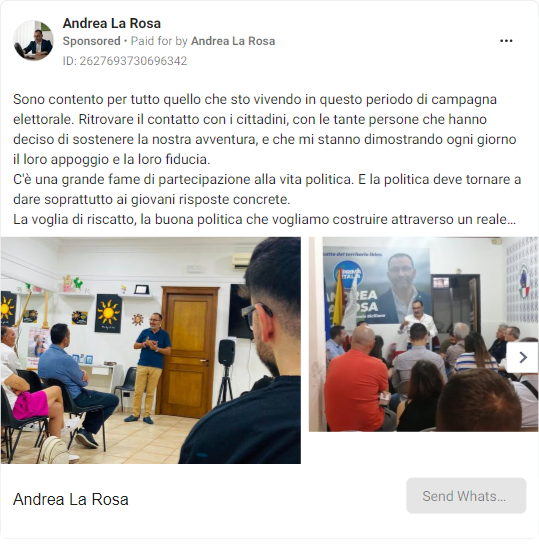 Andrea La Rosa
Sponsored • Paid for by Andrea La Rosa
ID: 2627693730696342
Sono contento per tutto quello che sto vivendo in questo periodo di campagna
elettorale. Ritrovare il contatto con i cittadini, con le tante persone che hanno
deciso di sostenere la nostra avventura, e che mi stanno dimostrando ogni giorno
il loro appoggio e la loro fiducia.
C'è una grande fame di partecipazione alla vita politica. E la politica deve tornare a
dare soprattutto ai giovani risposte concrete.
La voglia di riscatto, la buona politica che vogliamo costruire attraverso un reale...
PRIMA
L'ITALIA
Andrea La Rosa
Send Whats...